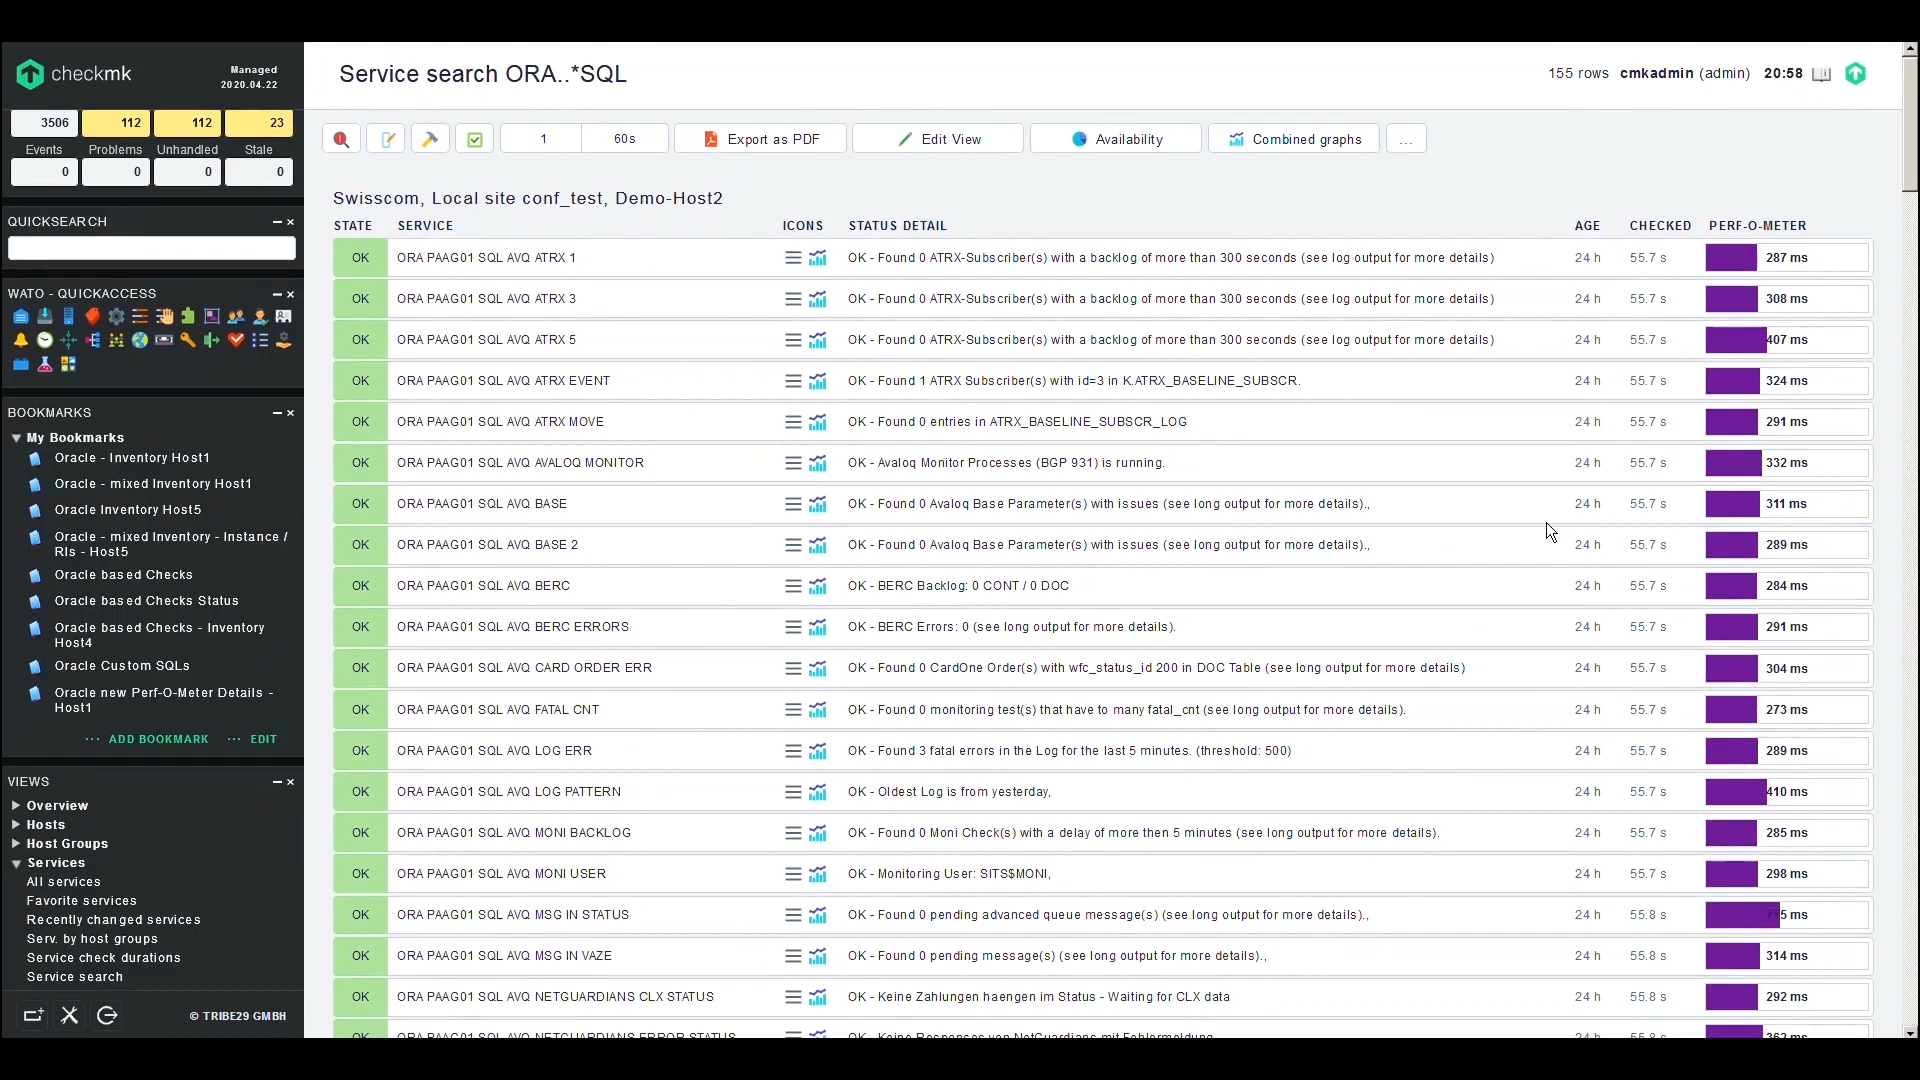 checkmk
Managed
2020.04.22
3506 112 112 23
Events Problems Unhandled Stale
0 0 0 0
QUICKSEARCH
WATO - QUICKACCESS
BOOKMARKS
My Bookmarks
Oracle - Inventory Host1
Oracle - mixed Inventory Host1
Oracle Inventory Host5
Oracle - mixed Inventory - Instance /
RIs - Host5
Oracle based Checks
Oracle based Checks Status
Oracle based Checks - Inventory
Host4
Oracle Custom SQLs
Oracle new Perf-O-Meter Details -
Host1
ADD BOOKMARK EDIT
VIEWS
Overview
Hosts
Host Groups
Services
All services
Favorite services
Recently changed services
Serv. by host groups
Service check durations
Service search
© TRIBE29 GMBH
Service search ORA..*SQL
155 rows cmkadmin (admin) 20:58
1 60s Export as PDF Edit View Availability Combined graphs ...
Swisscom, Local site conf_test, Demo-Host2
STATE SERVICE ICONS STATUS DETAIL AGE CHECKED PERF-O-METER
OK ORA PAAG01 SQL AVQ ATRX 1 OK - Found 0 ATRX-Subscriber(s) with a backlog of more than 300 seconds (see log output for more details) 24 h 55.7 s 287 ms
OK ORA PAAG01 SQL AVQ ATRX 3 OK - Found 0 ATRX-Subscriber(s) with a backlog of more than 300 seconds (see log output for more details) 24 h 55.7 s 308 ms
OK ORA PAAG01 SQL AVQ ATRX 5 OK - Found 0 ATRX-Subscriber(s) with a backlog of more than 300 seconds (see log output for more details) 24 h 55.7 s 407 ms
OK ORA PAAG01 SQL AVQ ATRX EVENT OK - Found 1 ATRX Subscriber(s) with id=3 in K.ATRX_BASELINE_SUBSCR. 24 h 55.7 s 324 ms
OK ORA PAAG01 SQL AVQ ATRX MOVE OK - Found 0 entries in ATRX_BASELINE_SUBSCR_LOG 24 h 55.7 s 291 ms
OK ORA PAAG01 SQL AVQ AVALOQ MONITOR OK - Avaloq Monitor Processes (BGP 931) is running. 24 h 55.7 s 332 ms
OK ORA PAAG01 SQL AVQ BASE OK - Found 0 Avaloq Base Parameter(s) with issues (see long output for more details)., 24 h 55.7 s 311 ms
OK ORA PAAG01 SQL AVQ BASE 2 OK - Found 0 Avaloq Base Parameter(s) with issues (see long output for more details)., 24 h 55.7 s 289 ms
OK ORA PAAG01 SQL AVQ BERC OK - BERC Backlog: 0 CONT / 0 DOC 24 h 55.7 s 284 ms
OK ORA PAAG01 SQL AVQ BERC ERRORS OK - BERC Errors: 0 (see long output for more details). 24 h 55.7 s 291 ms
OK ORA PAAG01 SQL AVQ CARD ORDER ERR OK - Found 0 CardOne Order(s) with wfc_status_id 200 in DOC Table (see long output for more details) 24 h 55.7 s 304 ms
OK ORA PAAG01 SQL AVQ FATAL CNT OK - Found 0 monitoring test(s) that have to many fatal_cnt (see long output for more details). 24 h 55.7 s 273 ms
OK ORA PAAG01 SQL AVQ LOG ERR OK - Found 3 fatal errors in the Log for the last 5 minutes. (threshold: 500) 24 h 55.7 s 289 ms
OK ORA PAAG01 SQL AVQ LOG PATTERN OK - Oldest Log is from yesterday, 24 h 55.7 s 410 ms
OK ORA PAAG01 SQL AVQ MONI BACKLOG OK - Found 0 Moni Check(s) with a delay of more then 5 minutes (see long output for more details). 24 h 55.7 s 285 ms
OK ORA PAAG01 SQL AVQ MONI USER OK - Monitoring User: SITS$MONI, 24 h 55.7 s 298 ms
OK ORA PAAG01 SQL AVQ MSG IN STATUS OK - Found 0 pending advanced queue message(s) (see long output for more details)., 24 h 55.8 s ms
OK ORA PAAG01 SQL AVQ MSG IN VAZE OK - Found 0 pending message(s) (see long output for more details)., 24 h 55.8 s 314 ms
OK ORA PAAG01 SQL AVQ NETGUARDIANS CLX STATUS OK - Keine Zahlungen haengen im Status - Waiting for CLX data 24 h 55.8 s 292 ms
OK ORA PAAG01 SQL AVQ NETGUARDIANS ERROR STATUS OK - Keine Responses von NetGuardians mit Fehlermeldung 24 h 55.8 s 362 ms